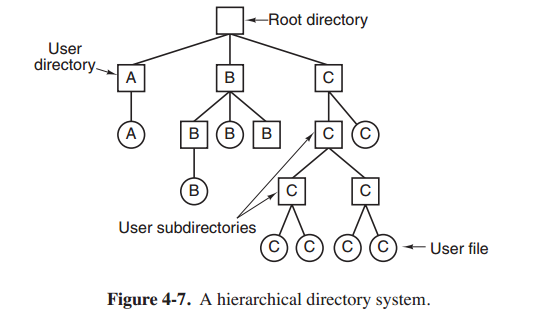 Root directory
User
directory
A B C
A B B B C C
B C C
User subdirectories
C C C C User file
Figure 4-7. A hierarchical directory system.